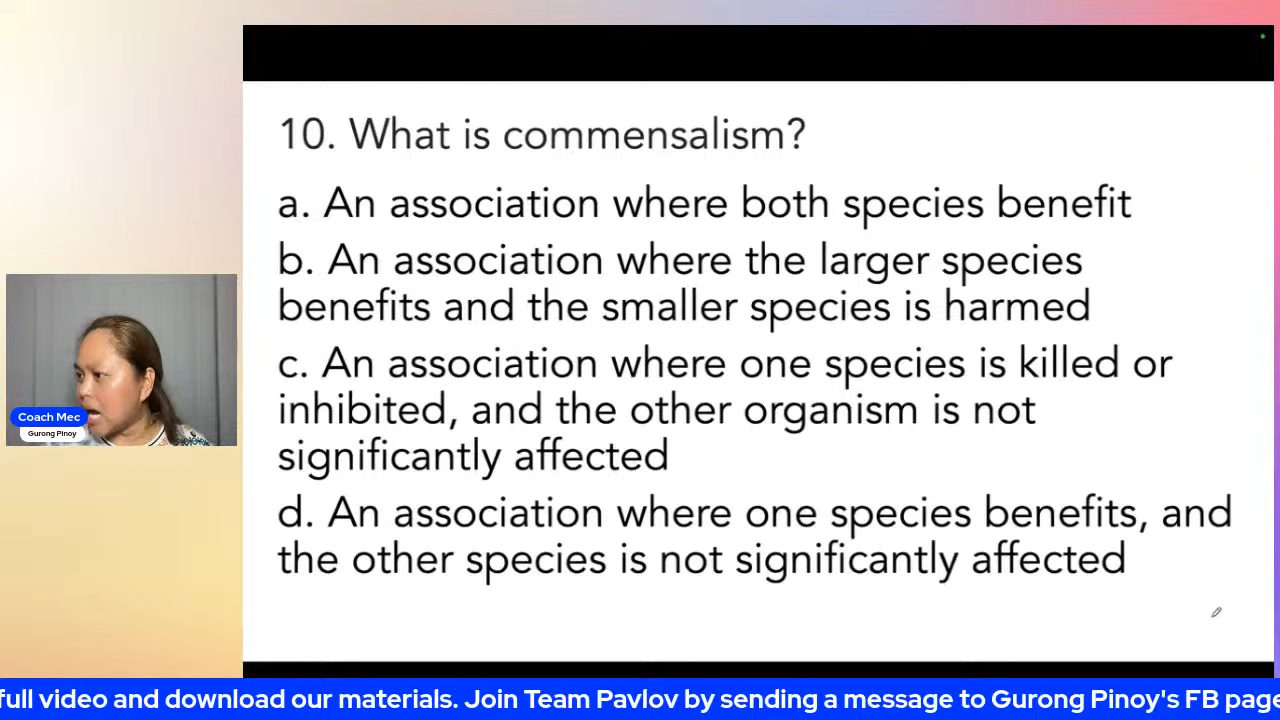 10. What is commensalism?
a. An association where both species benefit
b. An association where the larger species
benefits and the smaller species is harmed
c. An association where one species is killed or
inhibited, and the other organism is not
significantly affected
d. An association where one species benefits, and
the other species is not significantly affected
Coach Mec
Gurong Pinoy
full video and download our materials. Join Team Pavlov by sending a message to Gurong Pinoy's FB page